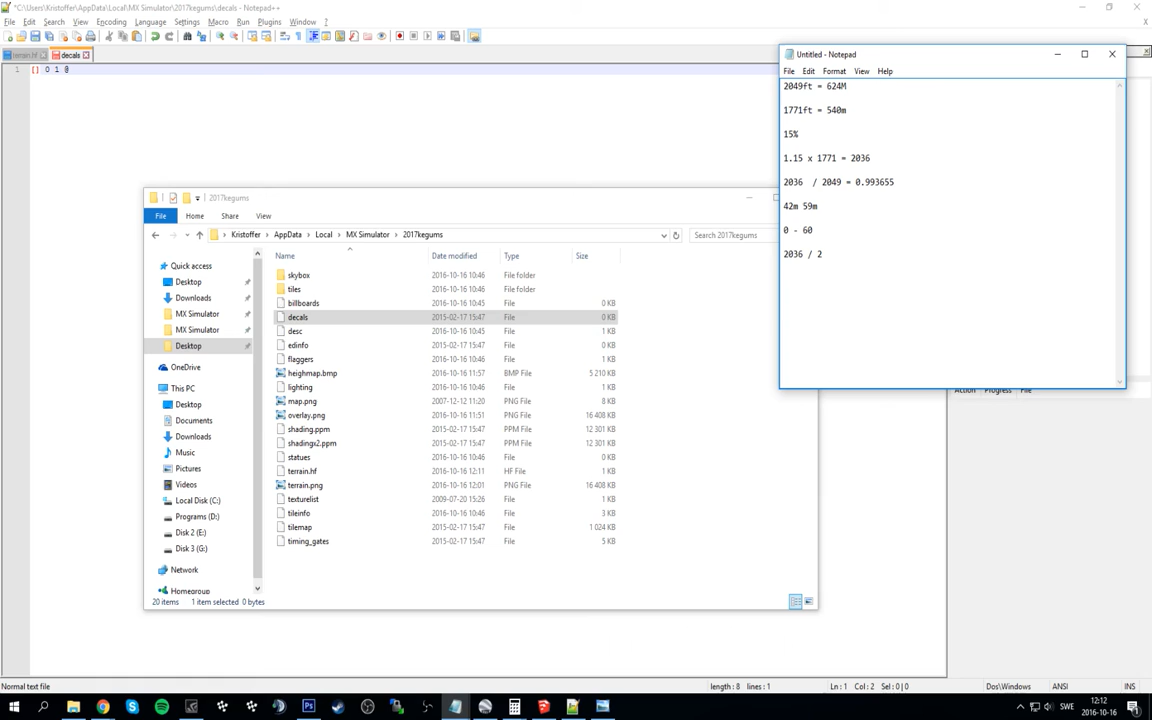 *C:\Users\Kristoffer\AppData\Local\MX Simulator\2017kegums\decals - Notepad++
File Edit Search View Encoding Language Settings Macro Run Plugins Window ?
X
terrain.hf decals
1 [] 0 1 @
Untitled - Notepad
File Edit Format View Help
2049ft = 624M
1771ft = 540m
15%
1.15 x 1771 = 2036
2036 / 2049 = 0.993655
42m 59m
0 - 60
2036 / 2
2017kegums
File Home Share View
Kristoffer > AppData > Local > MX Simulator > 2017kegums
Search 2017kegums
Name Date modified Type Size
Quick access
Desktop
Downloads
MX Simulator
MX Simulator
Desktop
OneDrive
This PC
Desktop
Documents
Downloads
Music
Pictures
Videos
Local Disk (C:)
Programs (D:)
Disk 2 (E:)
Disk 3 (G:)
Network
Homegroup
skybox 2016-10-16 10:46 File folder
tiles 2016-10-16 10:46 File folder
billboards 2016-10-16 10:45 File 0 KB
decals 2015-02-17 15:47 File 0 KB
desc 2016-10-16 10:45 File 1 KB
edinfo 2015-02-17 15:47 File 0 KB
flaggers 2016-10-16 10:46 File 1 KB
heighmap.bmp 2016-10-16 11:57 BMP File 5 210 KB
lighting 2016-10-16 10:46 File 1 KB
map.png 2007-12-12 11:20 PNG File 8 KB
overlay.png 2016-10-16 11:51 PNG File 16 408 KB
shading.ppm 2015-02-17 15:47 PPM File 12 301 KB
shadingx2.ppm 2015-02-17 15:47 PPM File 12 301 KB
statues 2016-10-16 10:46 File 0 KB
terrain.hf 2016-10-16 12:11 HF File 1 KB
terrain.png 2016-10-16 12:01 PNG File 16 408 KB
texturelist 2009-07-20 15:26 File 1 KB
tileinfo 2016-10-16 10:46 File 3 KB
tilemap 2015-02-17 15:47 File 1 024 KB
timing_gates 2015-02-17 15:47 File 5 KB
20 items 1 item selected 0 bytes
Action Progress File
Normal text file length : 8 lines : 1 Ln : 1 Col : 2 Sel : 0 | 0 Dos\Windows ANSI INS
SWE
12:12
2016-10-16